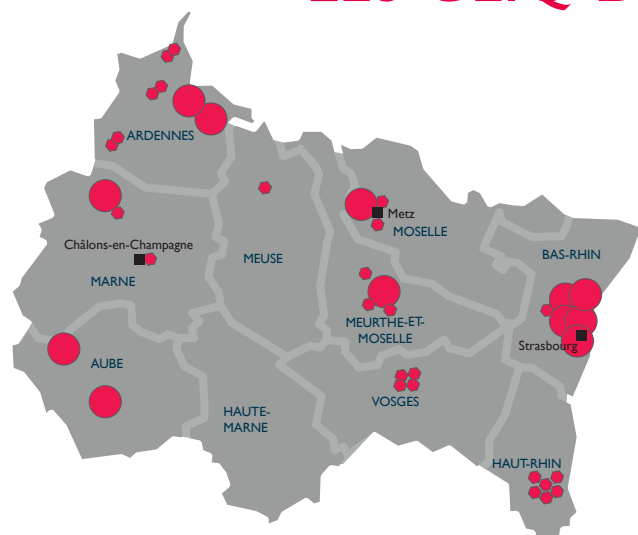 ARDENNES
Metz
MOSELLE
Châlons-en-Champagne
BAS-RHIN
MEUSE
MARNE
MEURTHE-ET-
MOSELLE
Strasbourg
AUBE
VOSGES
HAUTE-
MARNE
HAUT-RHIN